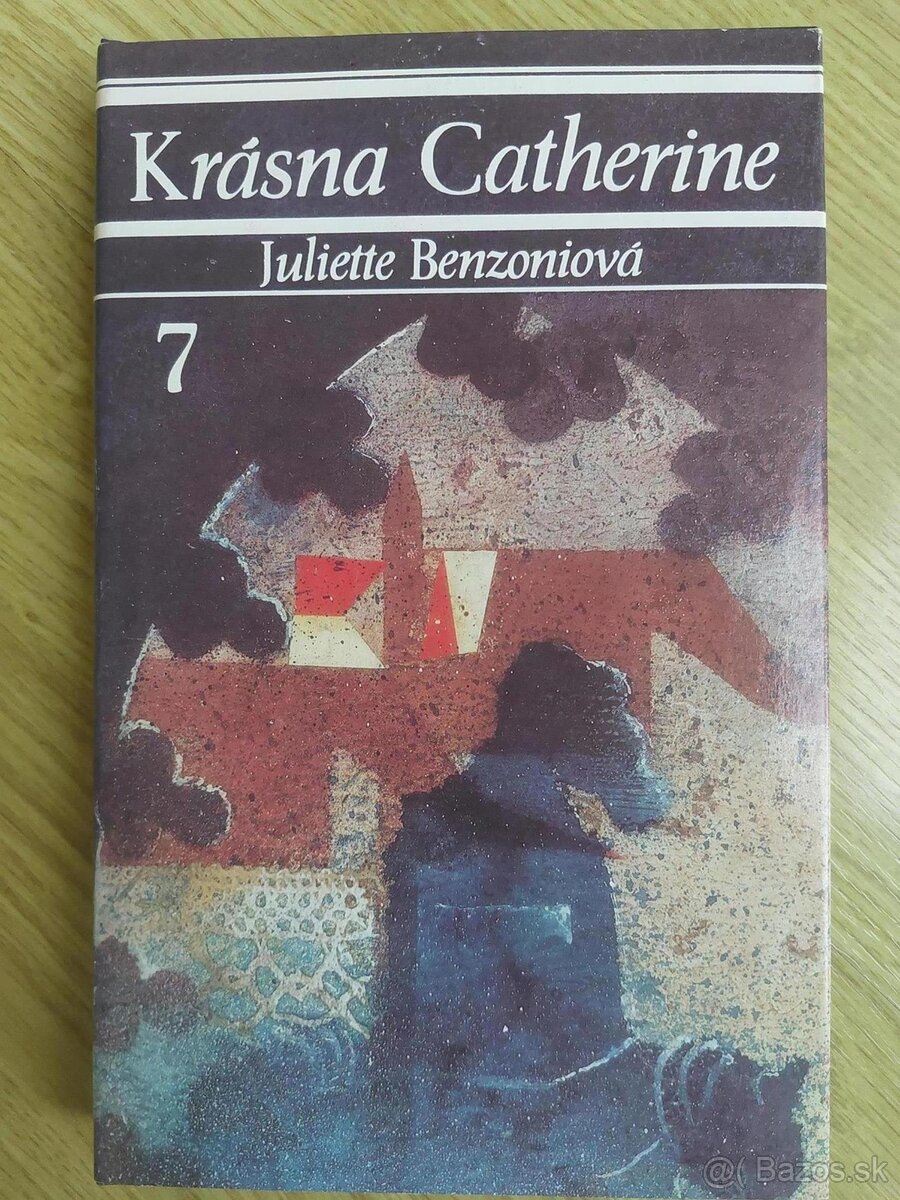 Krásna Catherine
Juliette Benzoniová
7
@( Bazos.sk